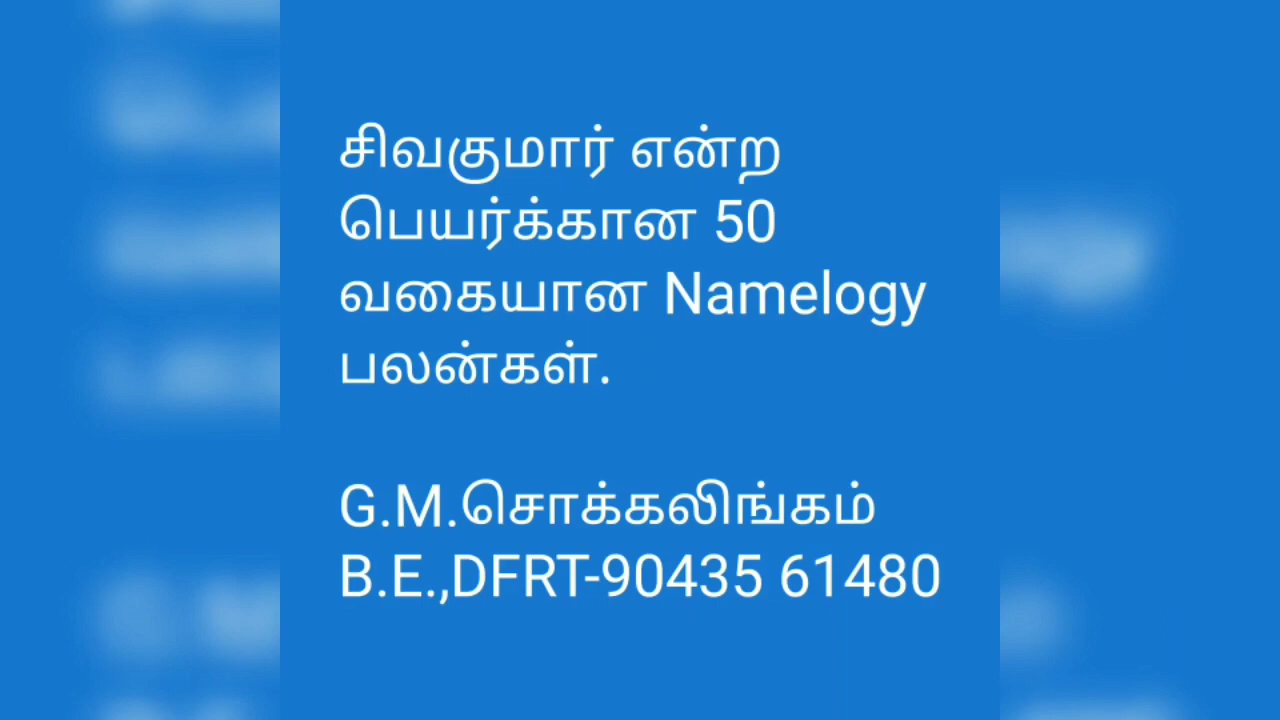 சிவகுமார் என்ற
பெயர்க்கான 50
வகையான Namelogy
பலன்கள்.
G.M.சொக்கலிங்கம்
B.E.,DFRT-90435 61480